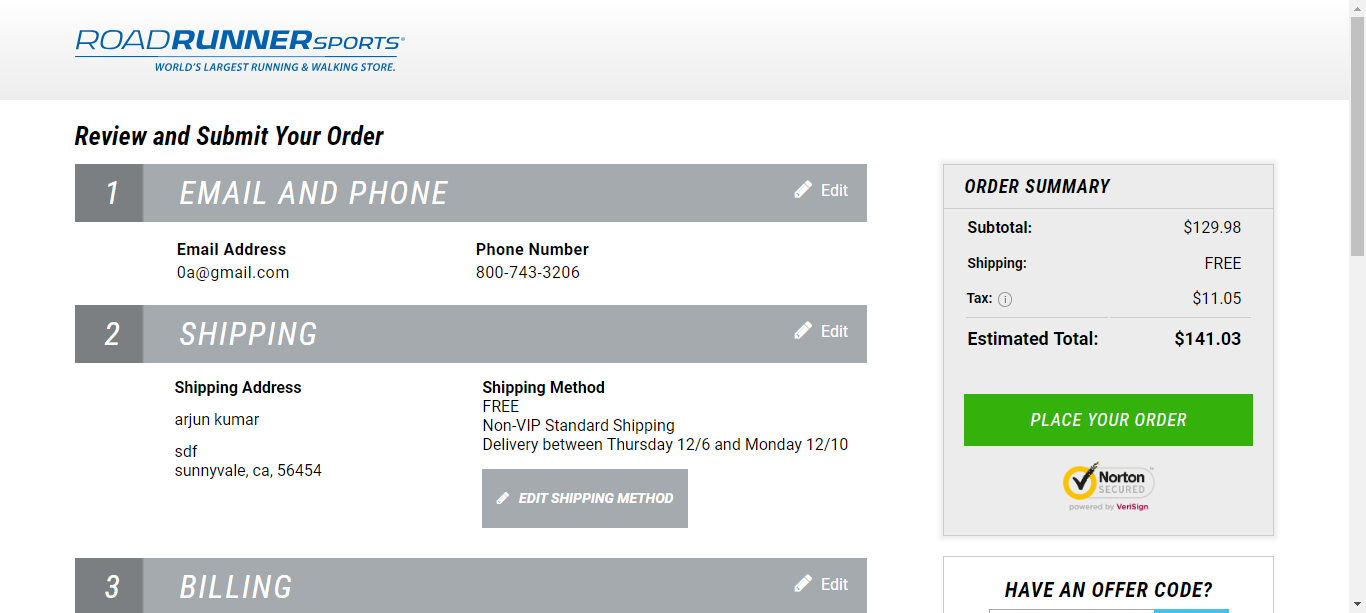 ROADRUNNERSPORTS
WORLD'S LARGEST RUNNING & WALKING STORE.
Review and Submit Your Order
1 EMAIL AND PHONE Edit
Email Address Phone Number
0a@gmail.com 800-743-3206
2 SHIPPING Edit
Shipping Address
arjun kumar
sdf
sunnyvale, ca, 56454
Shipping Method
FREE
Non-VIP Standard Shipping
Delivery between Thursday 12/6 and Monday 12/10
EDIT SHIPPING METHOD
3 BILLING Edit
ORDER SUMMARY
Subtotal: $129.98
Shipping: FREE
Tax: i $11.05
Estimated Total: $141.03
PLACE YOUR ORDER
Norton
SECURED
powered by VeriSign
HAVE AN OFFER CODE?